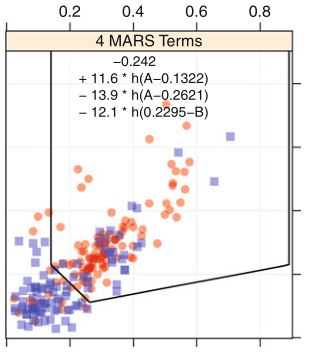 0.2 0.4 0.6 0.8
4 MARS Terms
−0.242
+ 11.6 * h(A−0.1322)
− 13.9 * h(A−0.2621)
− 12.1 * h(0.2295−B)